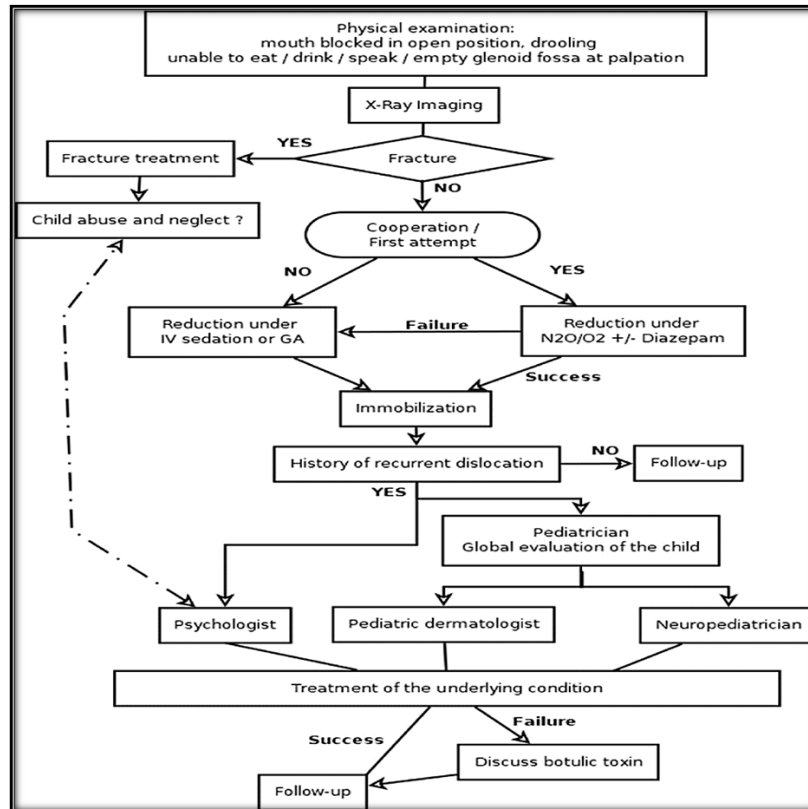 Physical examination:
mouth blocked in open position, drooling
unable to eat / drink / speak / empty glenoid fossa at palpation
X-Ray Imaging
YES
Fracture treatment
Fracture
NO
Child abuse and neglect ?
Cooperation /
First attempt
NO
YES
Reduction under
IV sedation or GA
Failure
Reduction under
N2O/O2 +/- Diazepam
Success
Immobilization
History of recurrent dislocation
NO
Follow-up
YES
Pediatrician
Global evaluation of the child
Psychologist
Pediatric dermatologist
Neuropediatrician
Treatment of the underlying condition
Success
Failure
Discuss botulic toxin
Follow-up